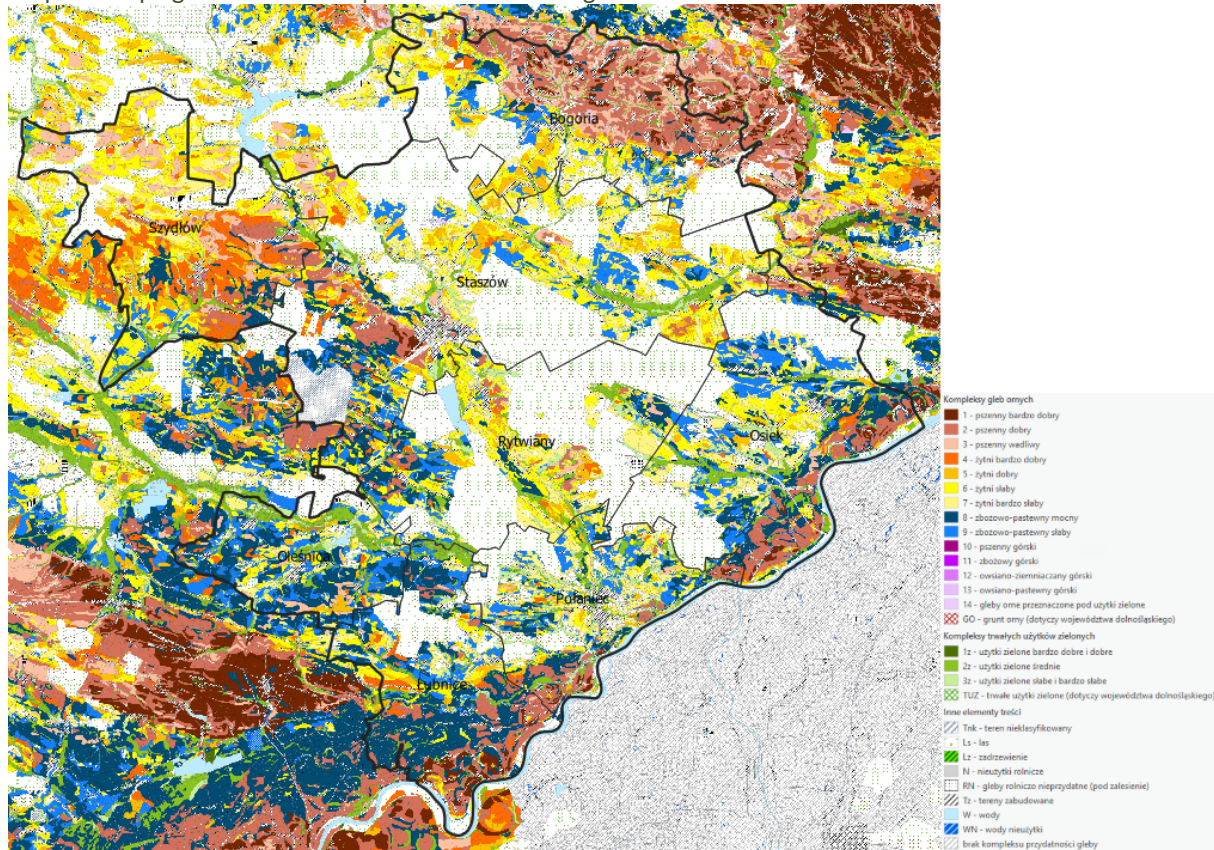 Bogoria
Szydłów
Staszów
Rytwiany
Osiek
Oleśnica
Połaniec
Łubnice
Kompleksy gleb ornych
1 - pszenny bardzo dobry
2 - pszenny dobry
3 - pszenny wadliwy
4 - żytni bardzo dobry
5 - żytni dobry
6 - żytni słaby
7 - żytni bardzo słaby
8 - zbożowo-pastewny mocny
9 - zbożowo-pastewny słaby
10 - pszenny górski
11 - zbożowy górski
12 - owsiano-ziemniaczany górski
13 - owsiano-pastewny górski
14 - gleby orne przeznaczone pod użytki zielone
GO - grunt orny (dotyczy województwa dolnośląskiego)
Kompleksy trwałych użytków zielonych
1z - użytki zielone bardzo dobre i dobre
2z - użytki zielone średnie
3z - użytki zielone słabe i bardzo słabe
TUZ - trwałe użytki zielone (dotyczy województwa dolnośląskiego)
Inne elementy treści
Tnk - teren nieklasyfikowany
Ls - las
Lz - zadrzewienie
N - nieużytki rolnicze
RN - gleby rolniczo nieprzydatne (pod zalesienie)
Tz - tereny zabudowane
W - wody
WN - wody nieużytki
brak kompleksu przydatności gleby